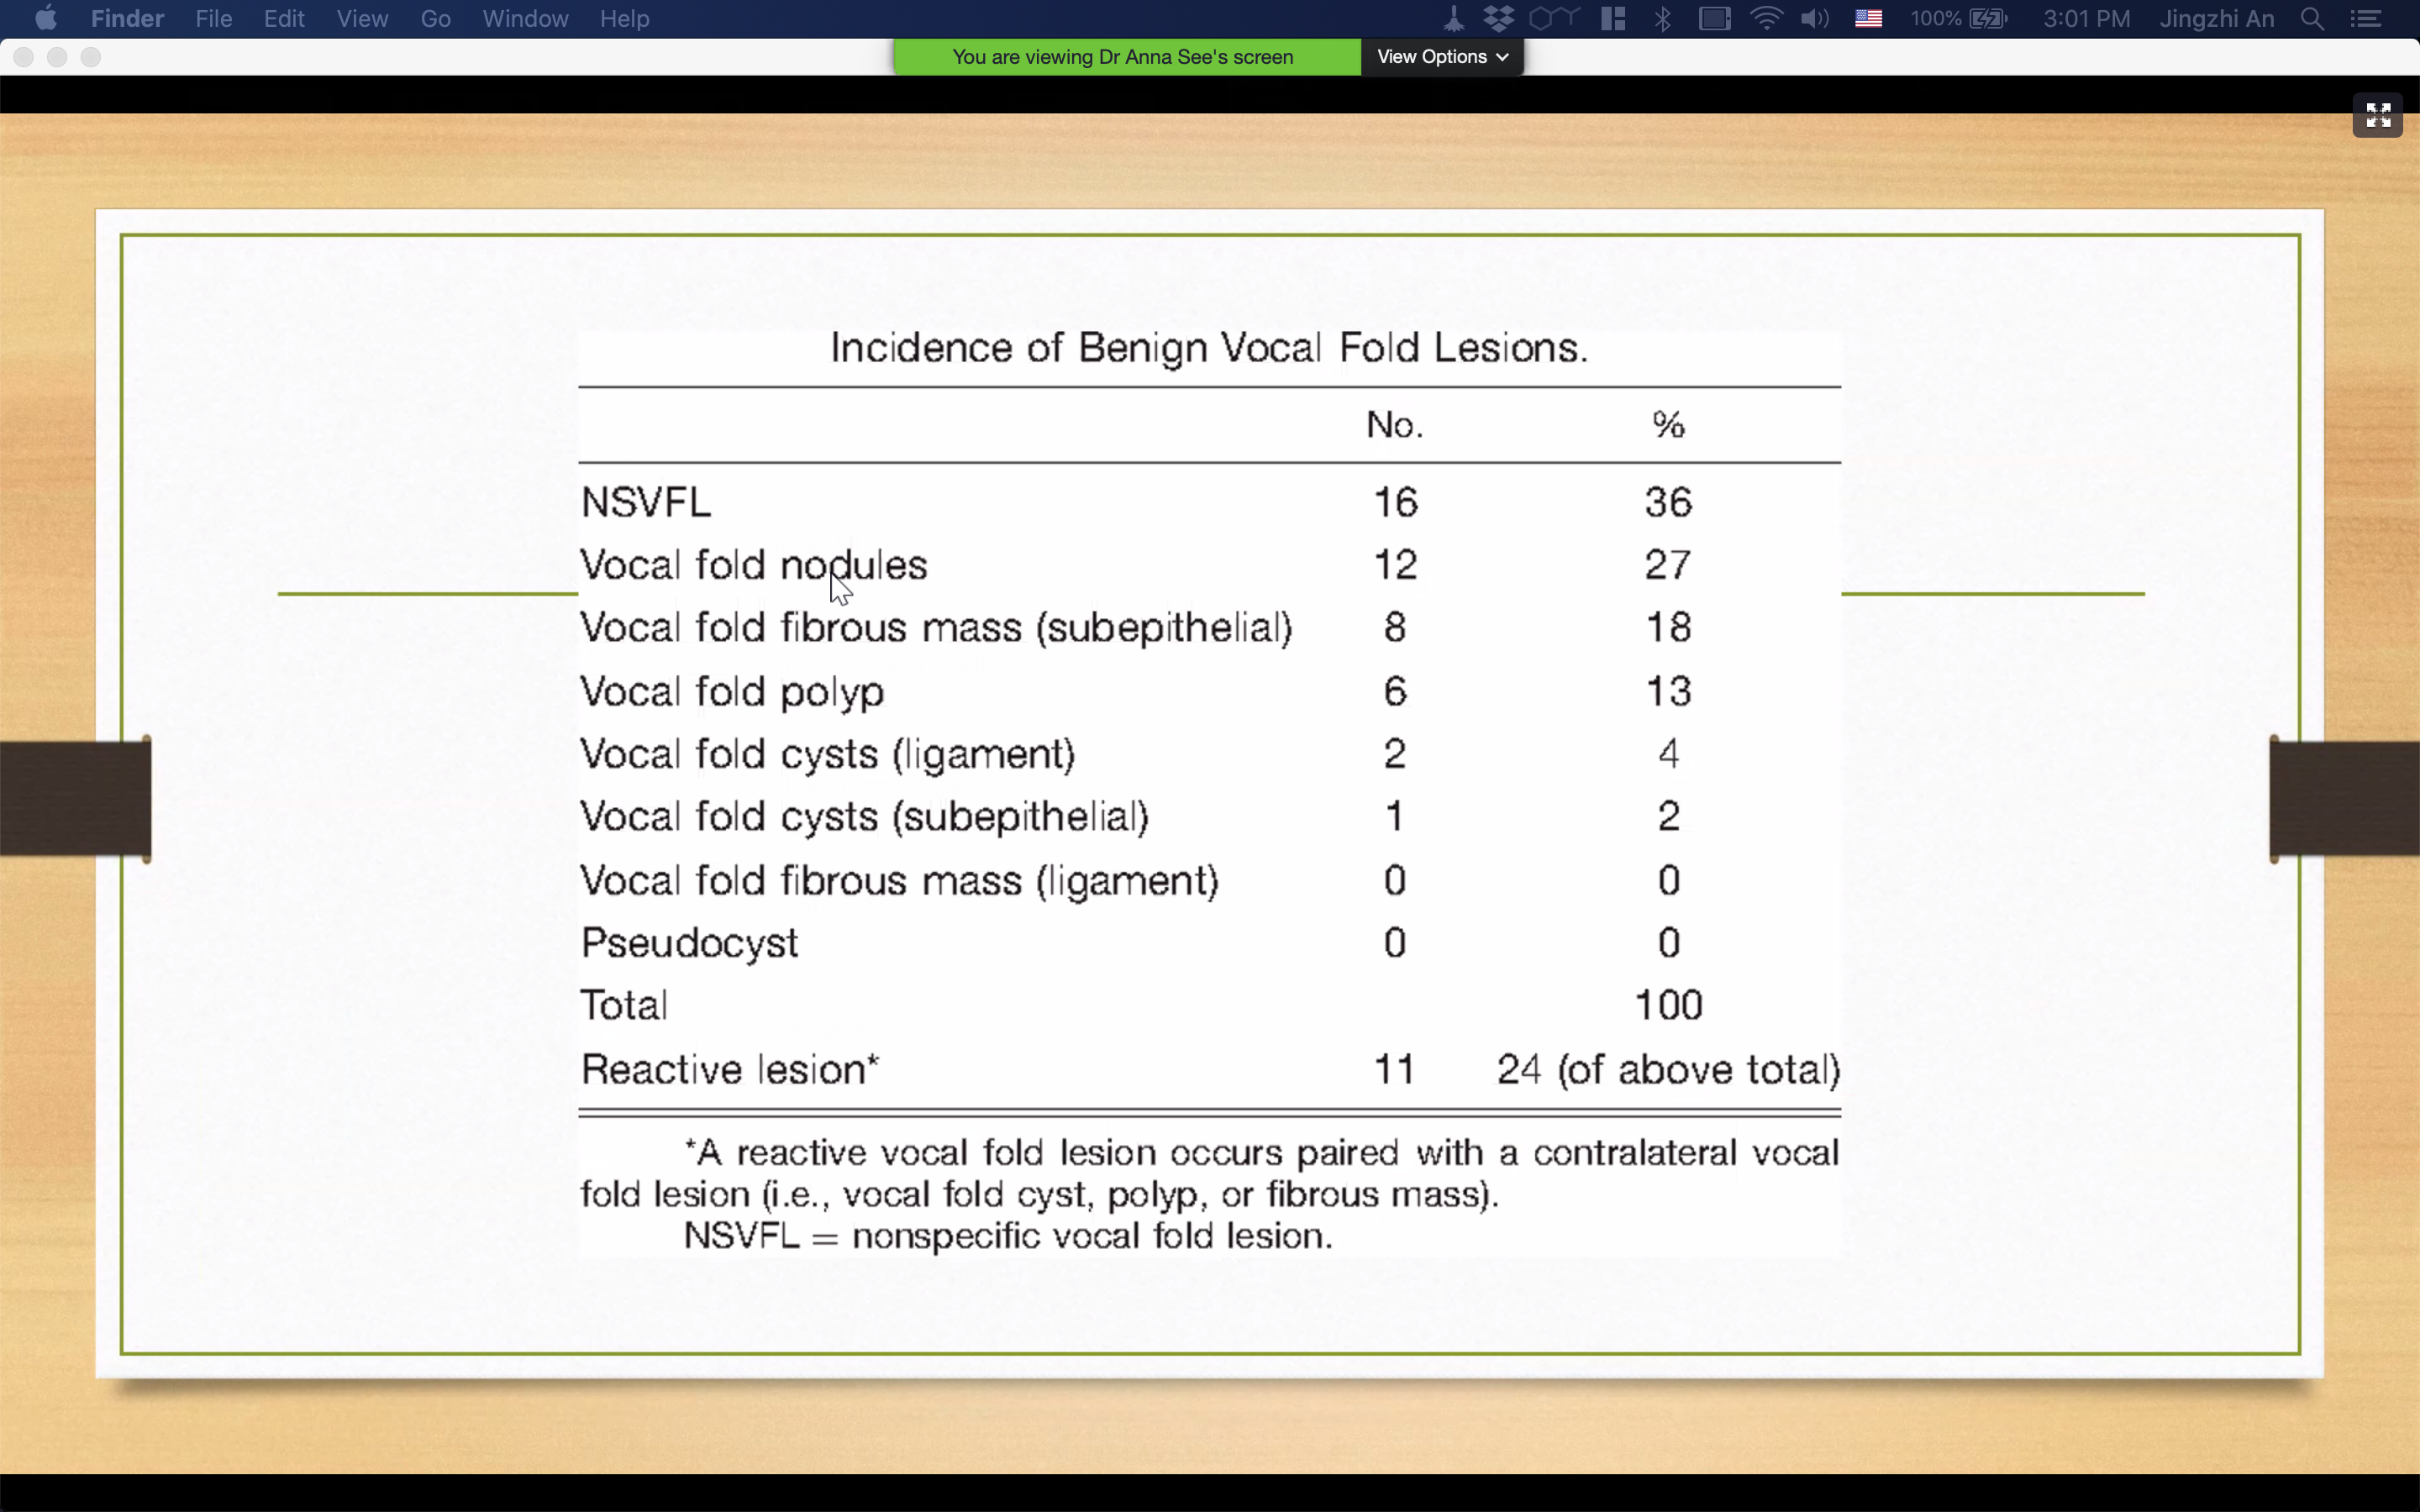 Finder File Edit View Go Window Help 100% 3:01 PM Jingzhi An
You are viewing Dr Anna See's screen View Options
Incidence of Benign Vocal Fold Lesions.
No. %
NSVFL 16 36
Vocal fold nodules 12 27
Vocal fold fibrous mass (subepithelial) 8 18
Vocal fold polyp 6 13
Vocal fold cysts (ligament) 2 4
Vocal fold cysts (subepithelial) 1 2
Vocal fold fibrous mass (ligament) 0 0
Pseudocyst 0 0
Total 100
Reactive lesion* 11 24 (of above total)
*A reactive vocal fold lesion occurs paired with a contralateral vocal
fold lesion (i.e., vocal fold cyst, polyp, or fibrous mass).
NSVFL = nonspecific vocal fold lesion.